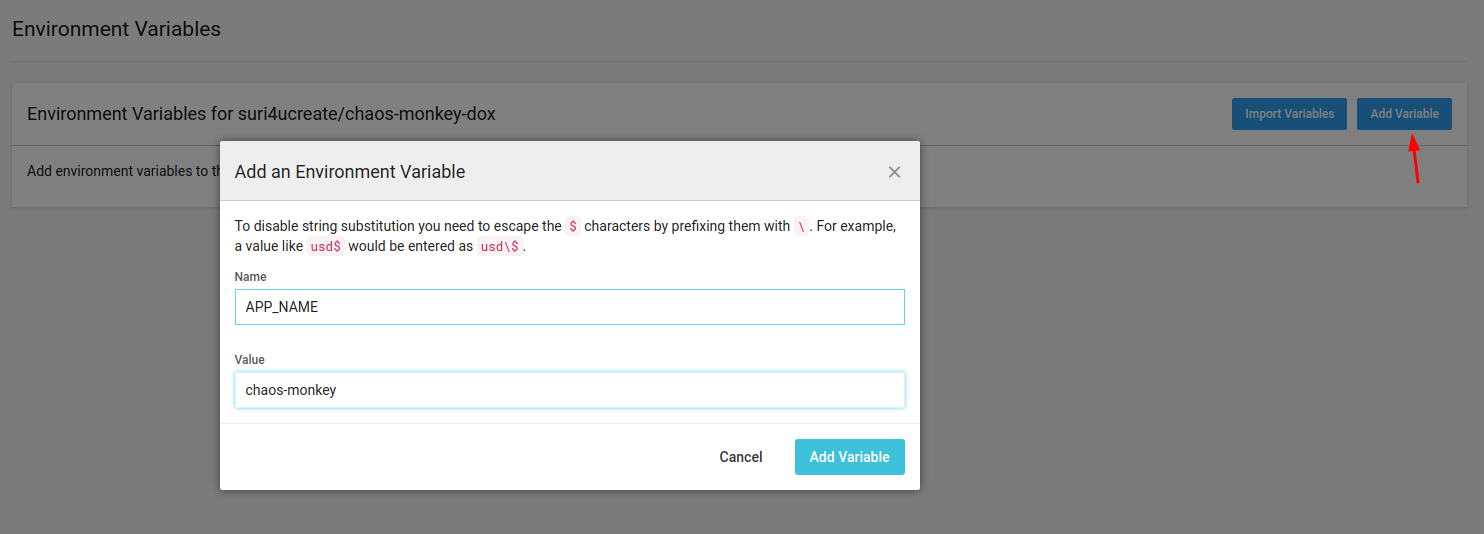 Environment Variables
Environment Variables for suri4ucreate/chaos-monkey-dox
Import Variables
Add Variable
Add environment variables to th
Add an Environment Variable
To disable string substitution you need to escape the $ characters by prefixing them with \ . For example,
a value like usd$ would be entered as usd\$ .
Name
APP_NAME
Value
chaos-monkey
Cancel
Add Variable